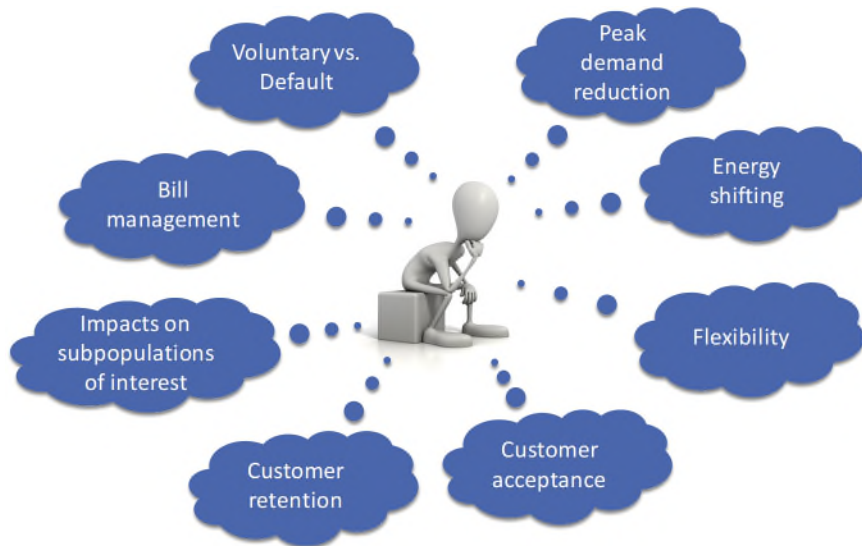 Voluntary vs.
Default
Peak
demand
reduction
Bill
management
Energy
shifting
Impacts on
subpopulations
of interest
Flexibility
Customer
retention
Customer
acceptance